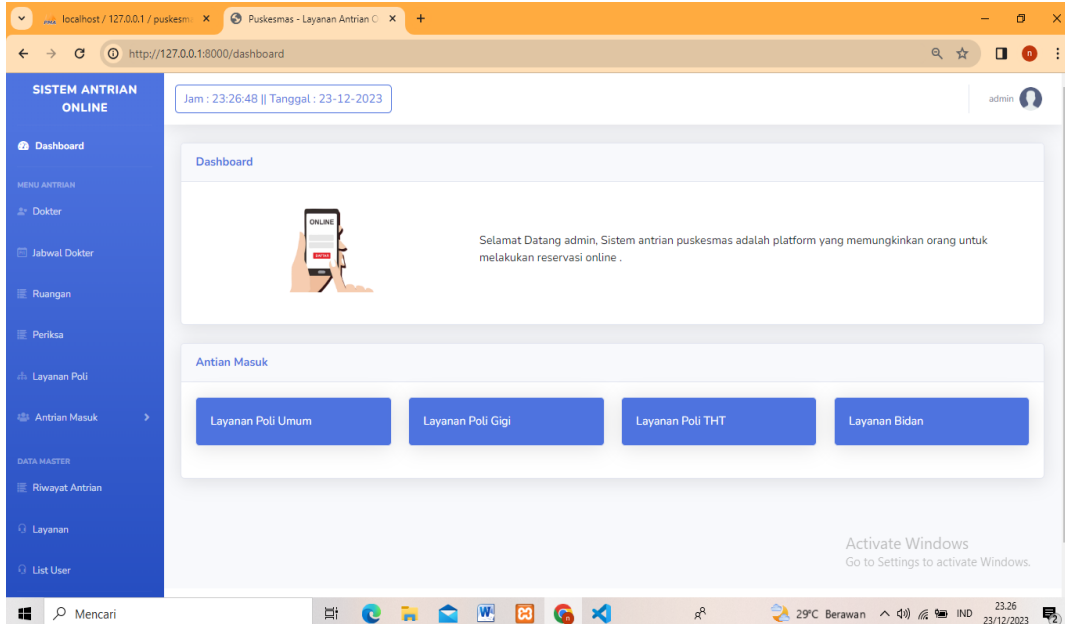 localhost / 127.0.0.1 / puskesm
Puskesmas - Layanan Antrian O
http://127.0.0.1:8000/dashboard
n
SISTEM ANTRIAN
ONLINE
Jam : 23:26:48 || Tanggal : 23-12-2023
admin
Dashboard
MENU ANTRIAN
Dokter
Jabwal Dokter
Ruangan
Periksa
Layanan Poli
Antrian Masuk
DATA MASTER
Riwayat Antrian
Layanan
List User
Dashboard
ONLINE
DAFTAR
Selamat Datang admin, Sistem antrian puskesmas adalah platform yang memungkinkan orang untuk
melakukan reservasi online .
Antian Masuk
Layanan Poli Umum
Layanan Poli Gigi
Layanan Poli THT
Layanan Bidan
Activate Windows
Go to Settings to activate Windows.
Mencari
29°C Berawan
IND
23.26
23/12/2023
2